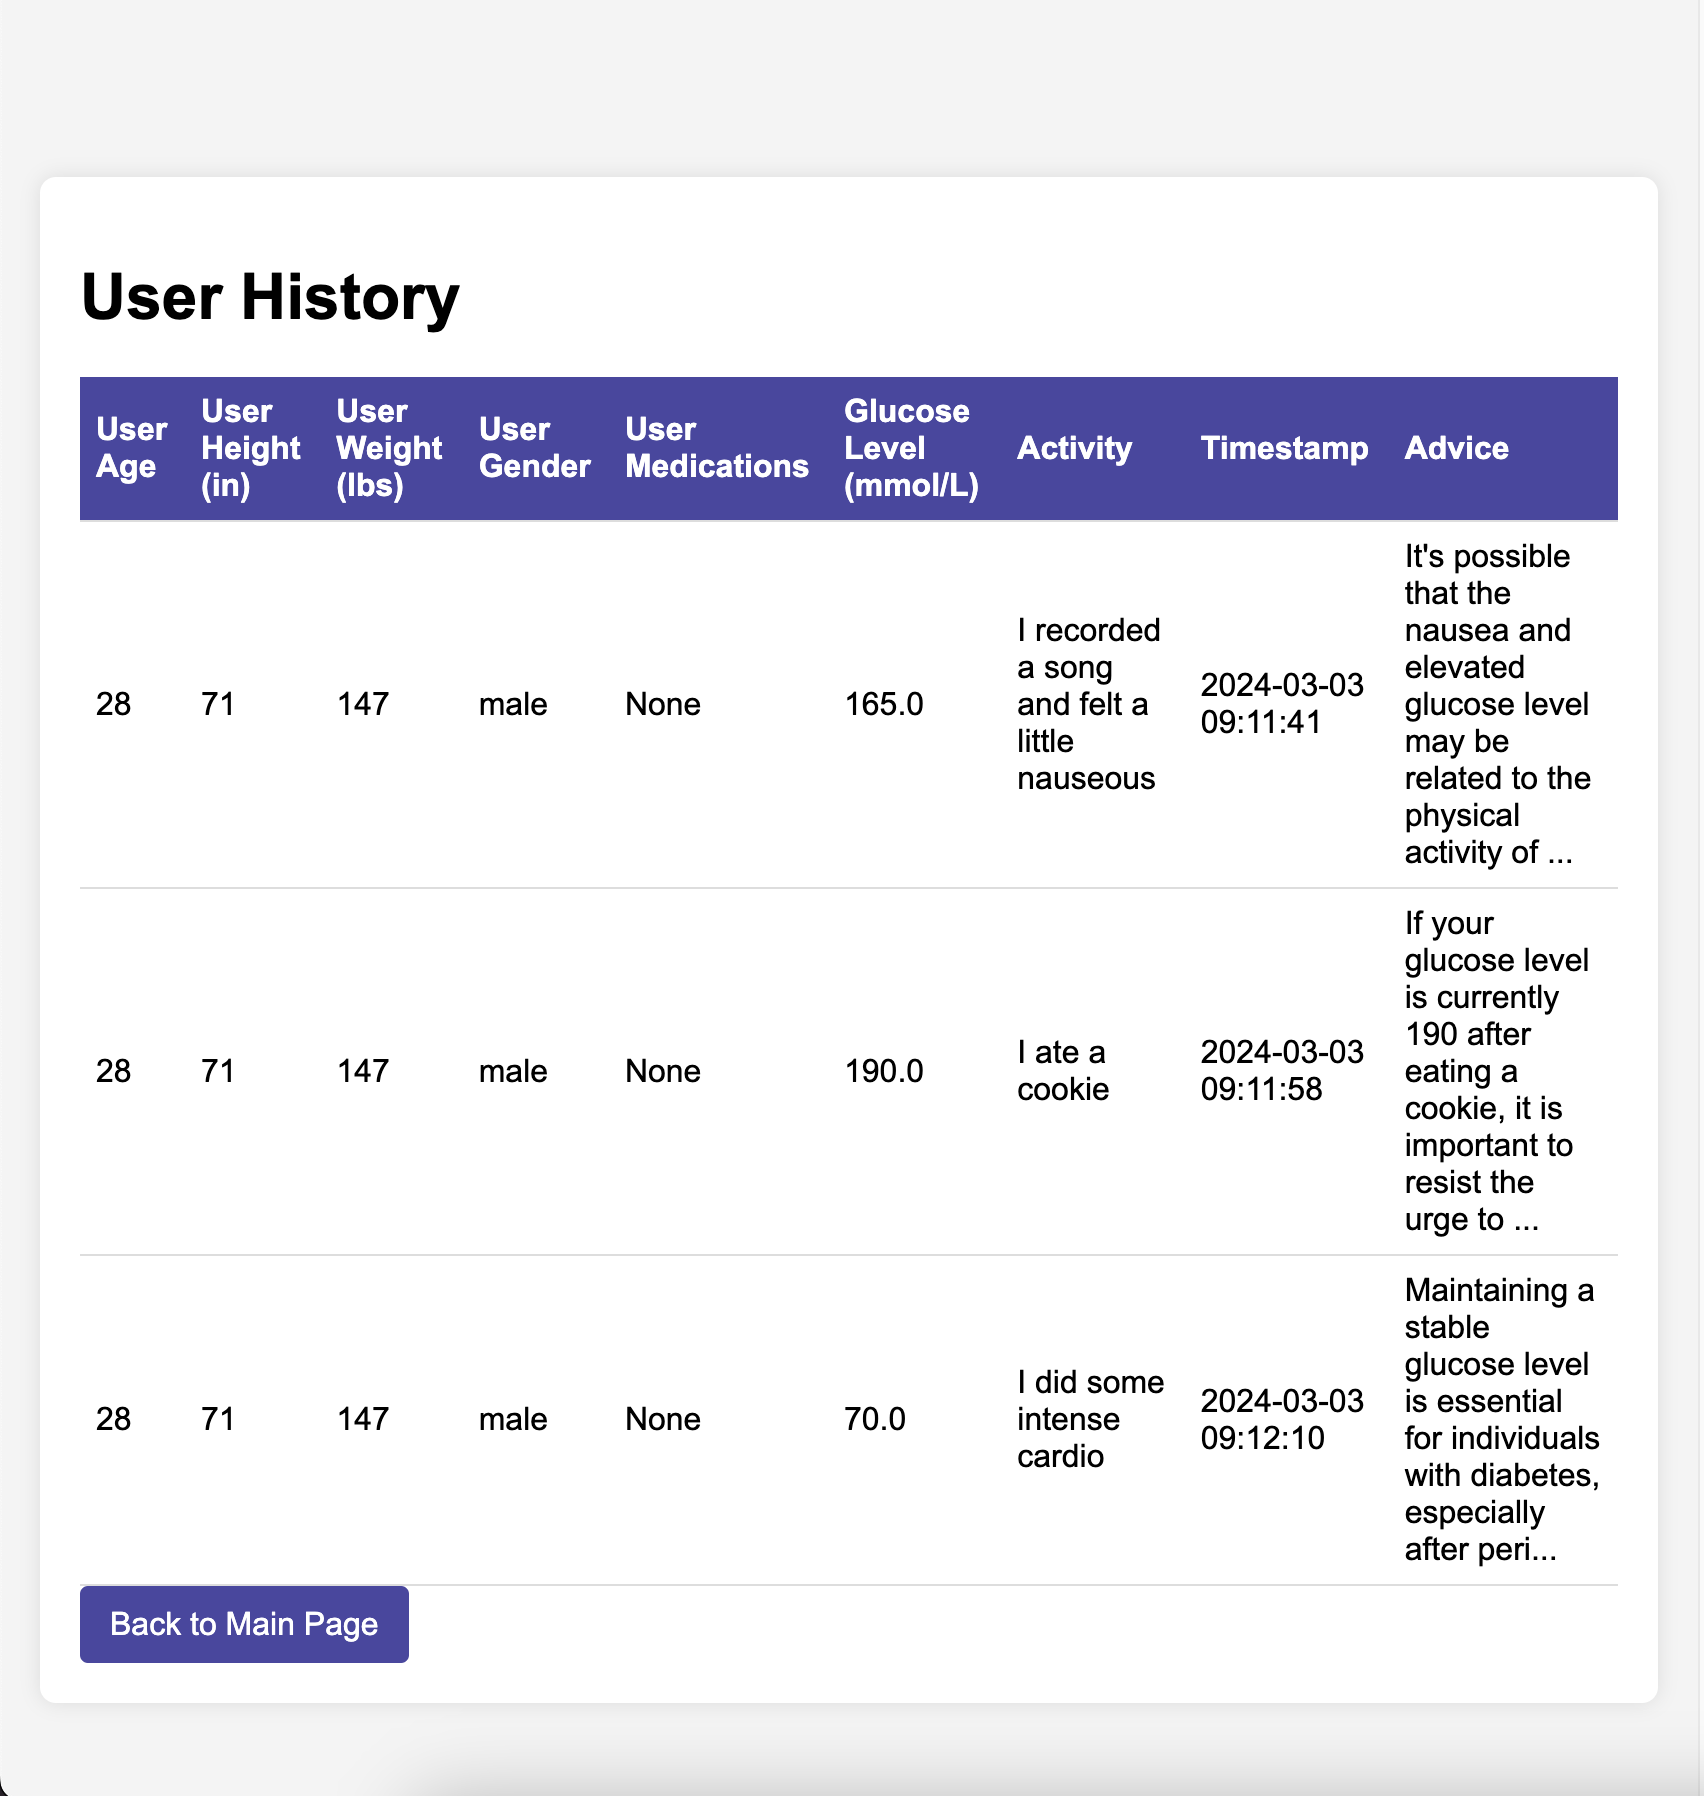 User History
User Age
User Height (in)
User Weight (lbs)
User Gender
User Medications
Glucose Level (mmol/L)
Activity
Timestamp
Advice
28
71
147
male
None
165.0
I recorded
a song
and felt a
little
nauseous
2024-03-03
09:11:41
It's possible
that the
nausea and
elevated
glucose level
may be
related to the
physical
activity of ...
28
71
147
male
None
190.0
I ate a
cookie
2024-03-03
09:11:58
If your
glucose level
is currently
190 after
eating a
cookie, it is
important to
resist the
urge to ...
28
71
147
male
None
70.0
I did some
intense
cardio
2024-03-03
09:12:10
Maintaining a
stable
glucose level
is essential
for individuals
with diabetes,
especially
after peri...
Back to Main Page